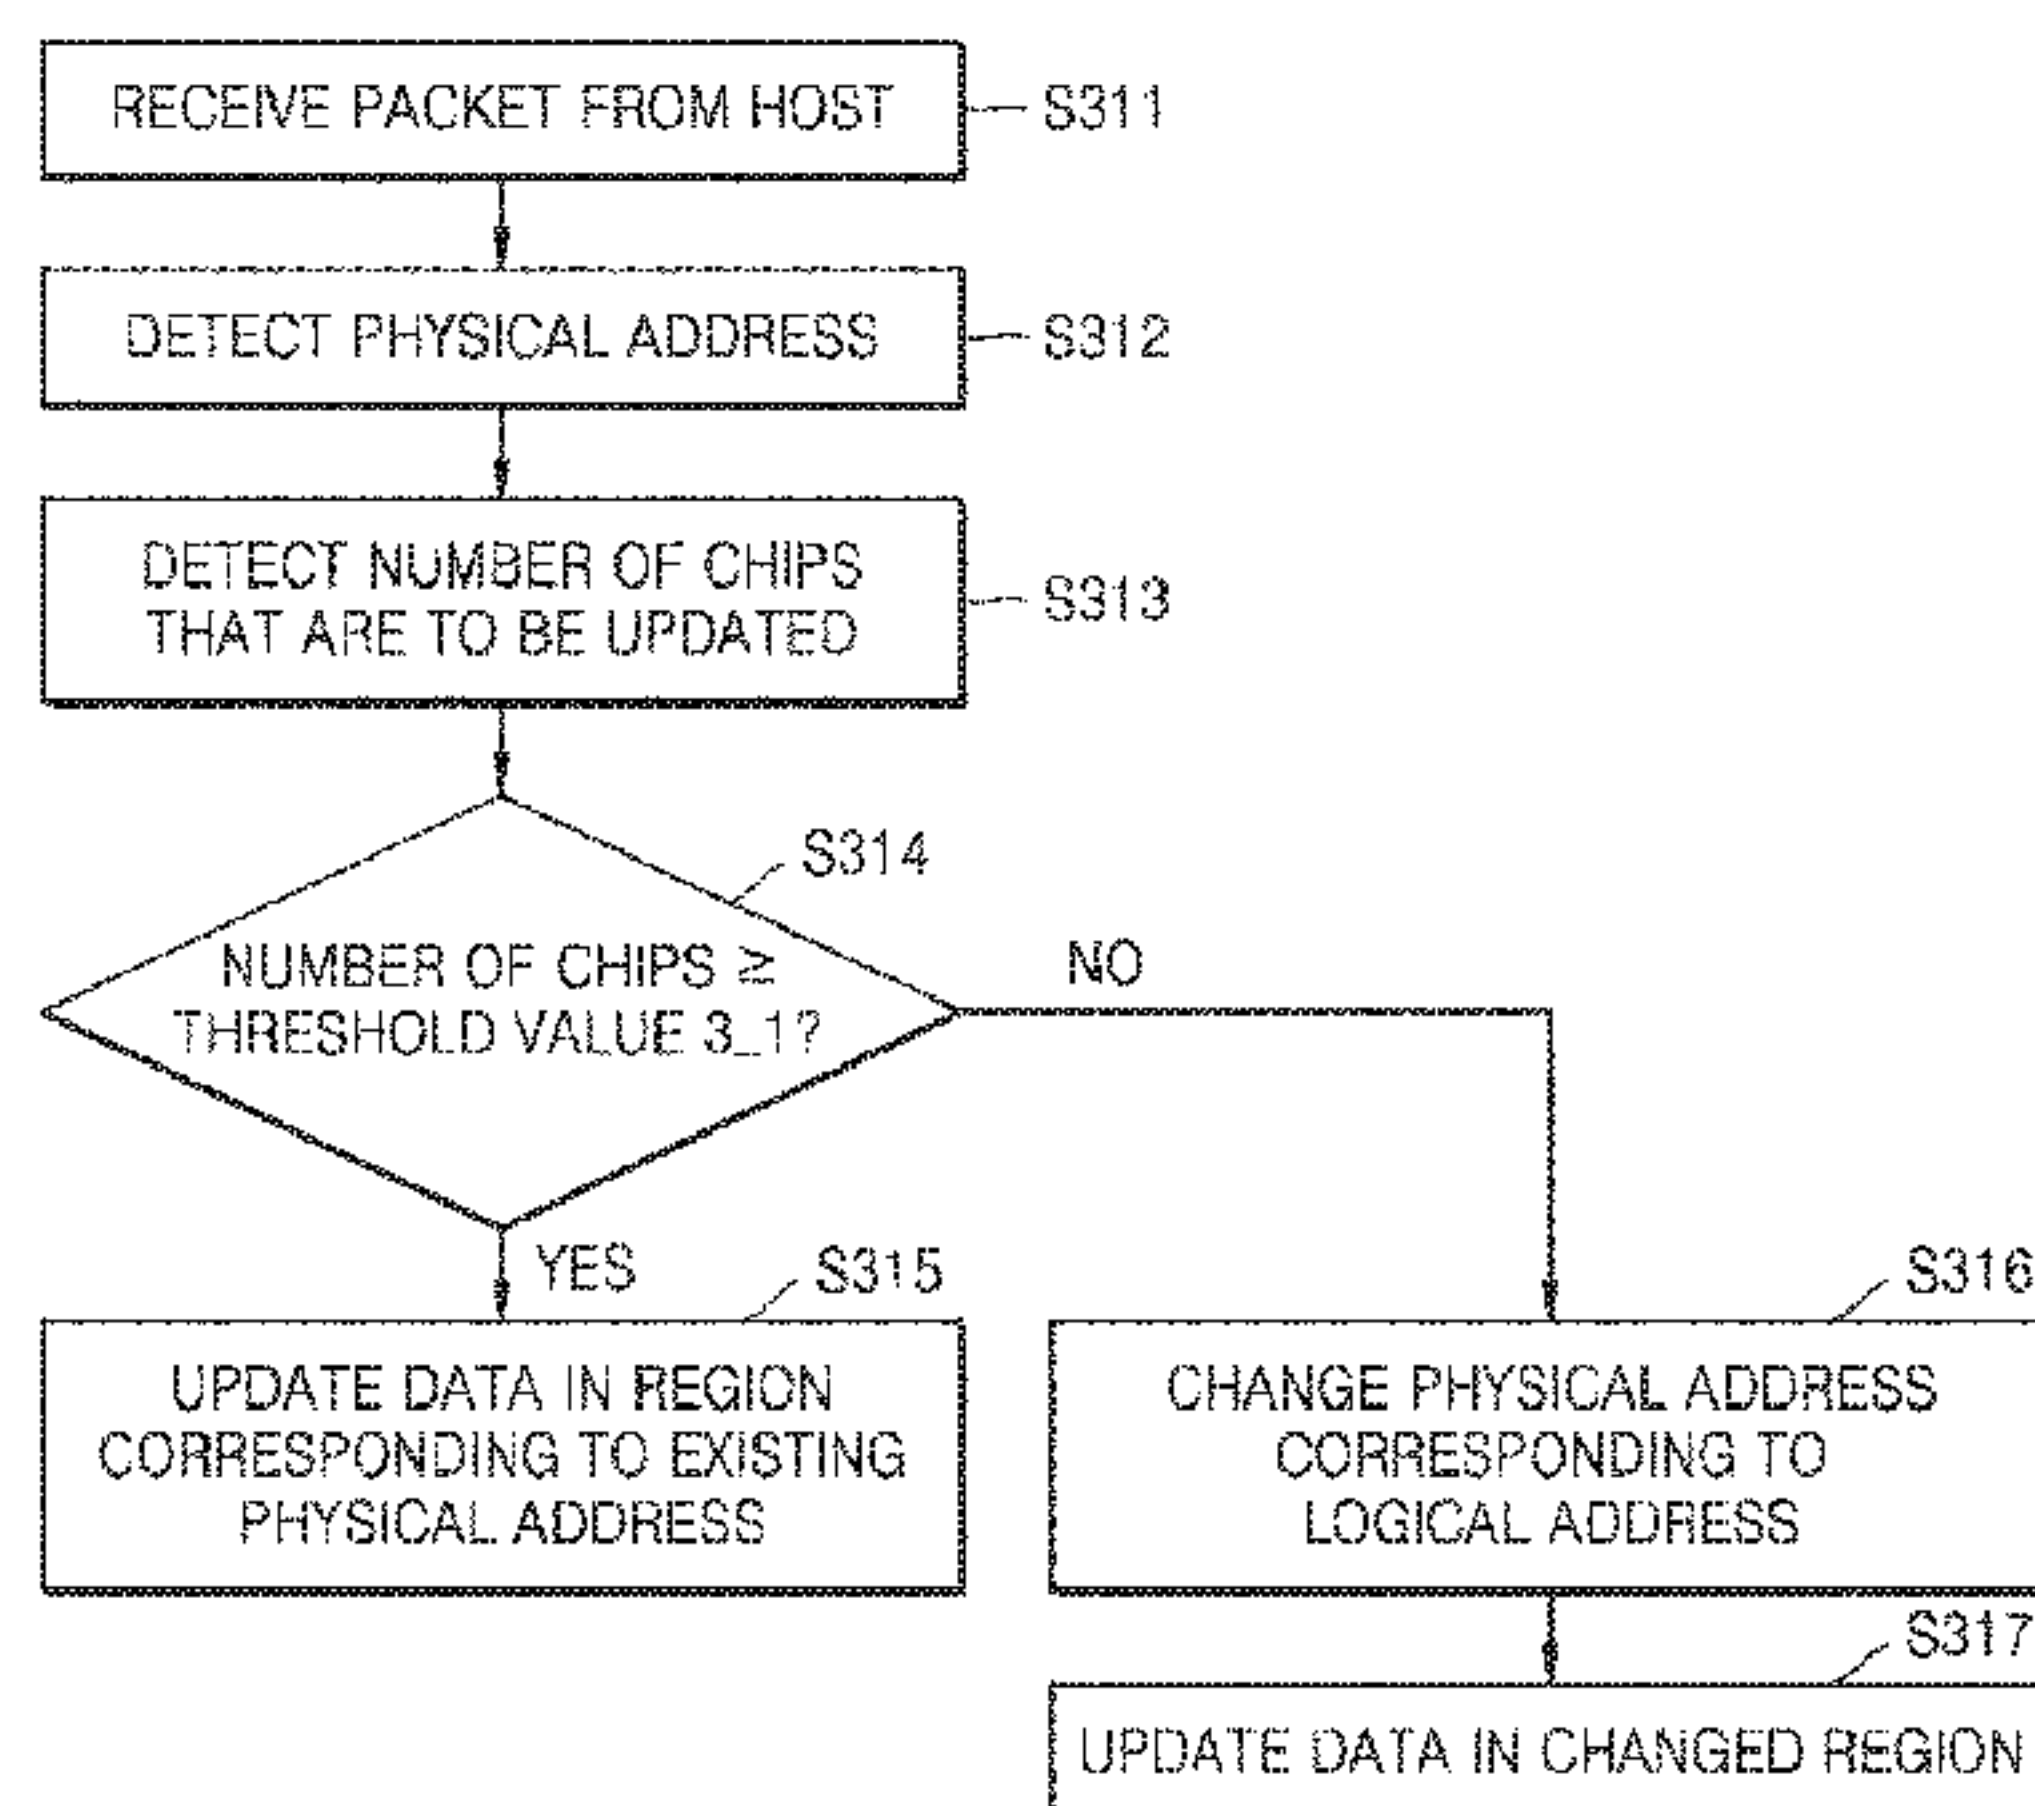 RECEIVE PACKET FROM HOST
S311
DETECT PHYSICAL ADDRESS
S312
DETECT NUMBER OF CHIPS
THAT ARE TO BE UPDATED
S313
S314
NUMBER OF CHIPS ≥
THRESHOLD VALUE 3_1?
NO
YES
S315
UPDATE DATA IN REGION
CORRESPONDING TO EXISTING
PHYSICAL ADDRESS
S316
CHANGE PHYSICAL ADDRESS
CORRESPONDING TO
LOGICAL ADDRESS
S317
UPDATE DATA IN CHANGED REGION